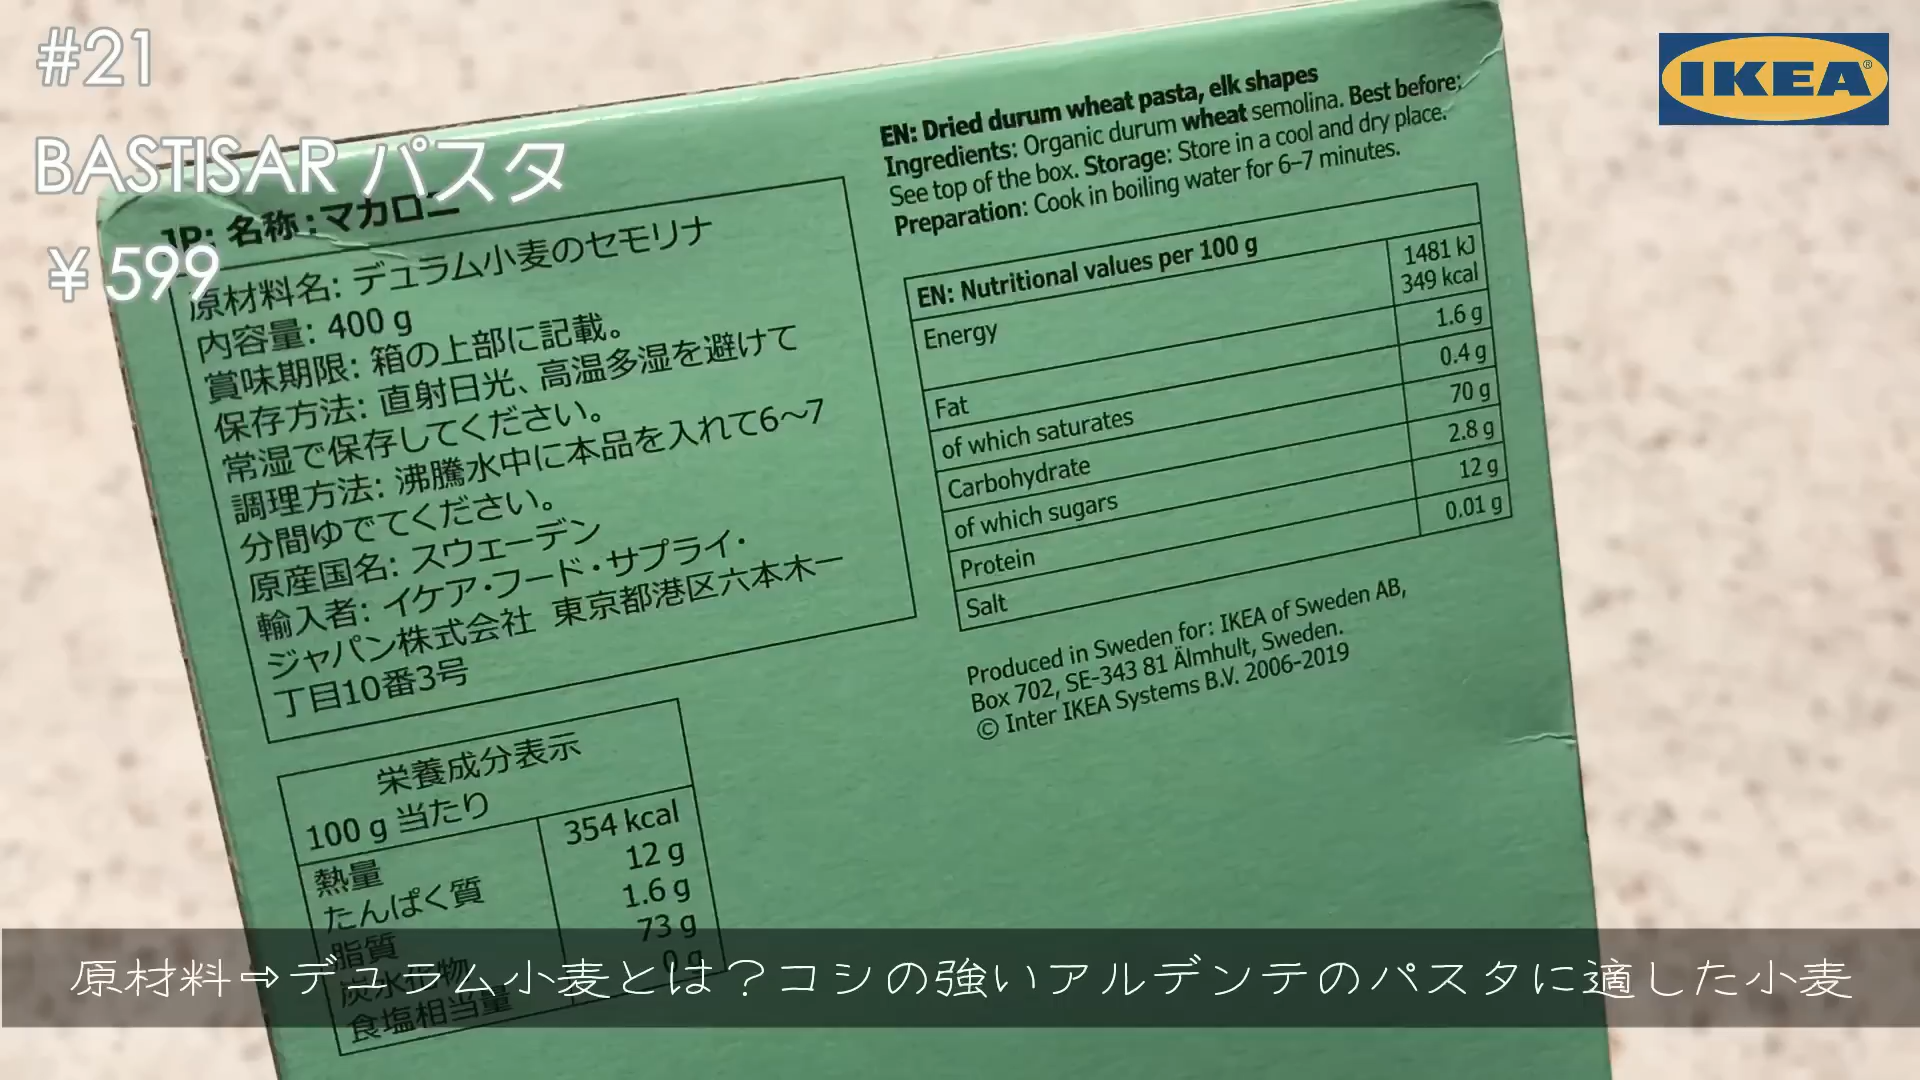 #21
BASTISAR パスタ
￥599
IKEA®
JP: 名称:マカロニ
原材料名: デュラム小麦のセモリナ
内容量: 400 g
賞味期限: 箱の上部に記載。
保存方法: 直射日光、高温多湿を避けて
常湿で保存してください。
調理方法: 沸騰水中に本品を入れて6～7
分間ゆでてください。
原産国名: スウェーデン
輸入者: イケア・フード・サプライ・
ジャパン株式会社 東京都港区六本木一
丁目10番3号
栄養成分表示
100 g 当たり
熱量 354 kcal
たんぱく質 12 g
脂質 1.6 g
炭水化物 73 g
食塩相当量 0 g
EN: Dried durum wheat pasta, elk shapes
Ingredients: Organic durum wheat semolina. Best before:
See top of the box. Storage: Store in a cool and dry place.
Preparation: Cook in boiling water for 6–7 minutes.
EN: Nutritional values per 100 g
Energy 1481 kJ
349 kcal
Fat 1.6 g
of which saturates 0.4 g
Carbohydrate 70 g
of which sugars 2.8 g
Protein 12 g
Salt 0.01 g
Produced in Sweden for: IKEA of Sweden AB,
Box 702, SE-343 81 Älmhult, Sweden.
© Inter IKEA Systems B.V. 2006-2019
原材料⇒デュラム小麦とは？コシの強いアルデンテのパスタに適した小麦